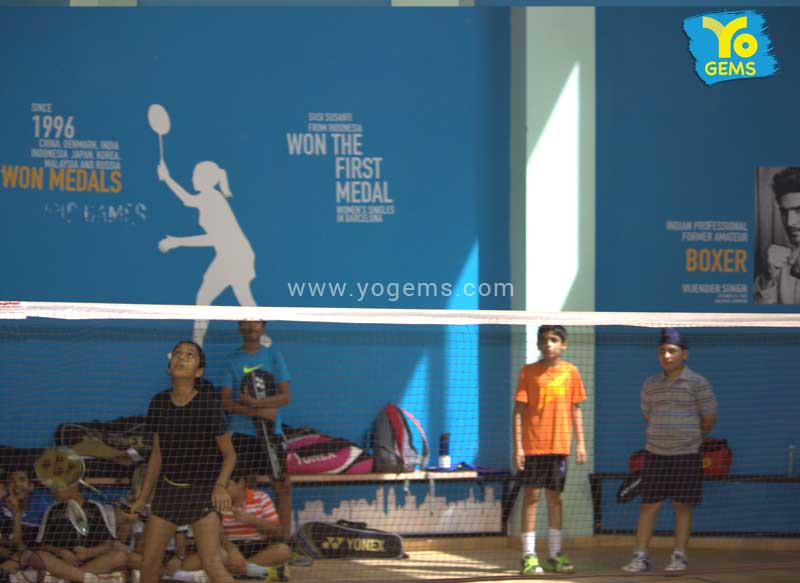 Yo
GEMS
SINCE
1996
CHINA, DENMARK, INDIA
INDONESIA, JAPAN, KOREA,
MALAYSIA AND RUSSIA
WON MEDALS
GAMES
SUSI SUSANTI
FROM INDONESIA
WON THE
FIRST
MEDAL
WOMEN'S SINGLES
IN BARCELONA
INDIAN PROFESSIONAL
FORMER AMATEUR
BOXER
VIJENDER SINGH
www.yogems.com
YONEX
YONEX